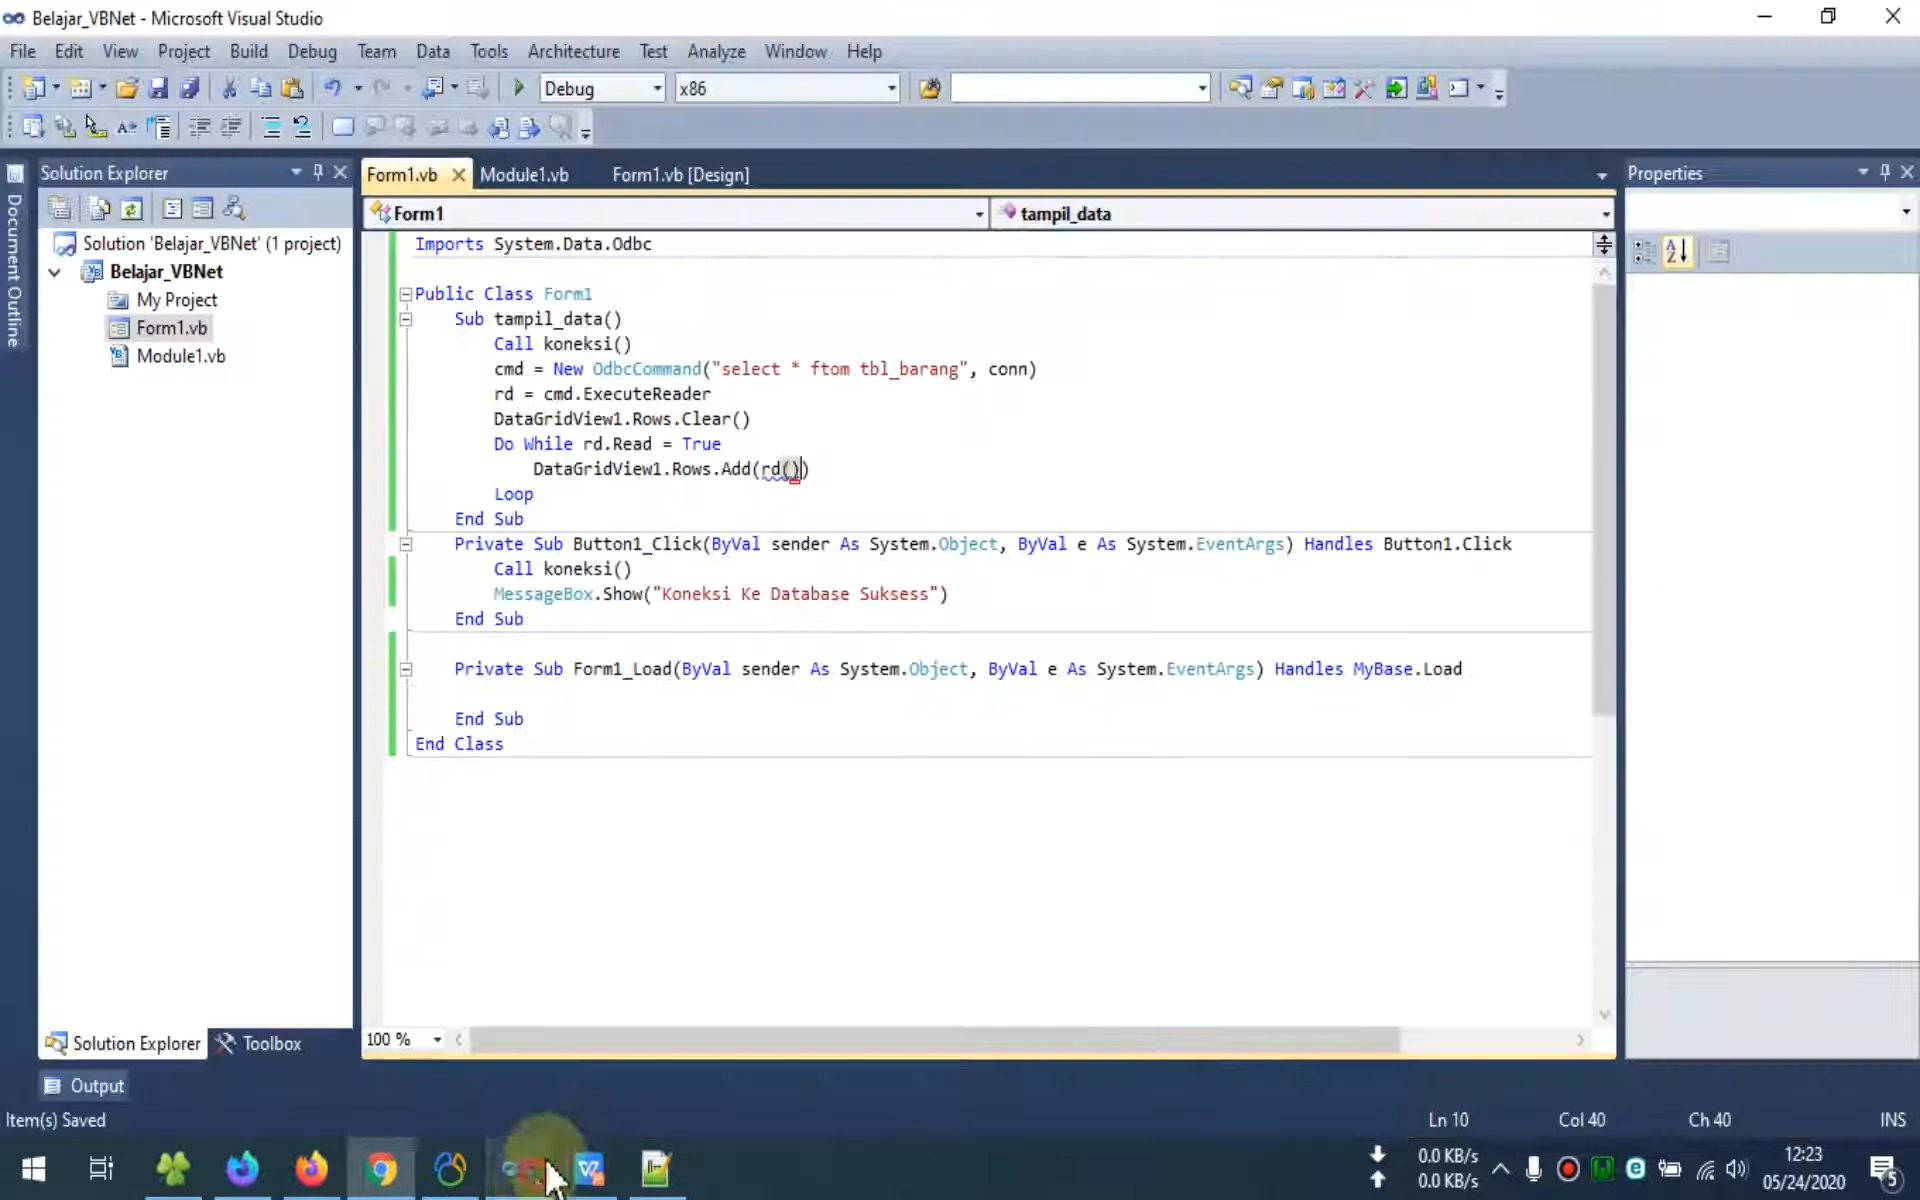 Belajar_VBNet - Microsoft Visual Studio
File Edit View Project Build Debug Team Data Tools Architecture Test Analyze Window Help
Debug x86
Document Outline
Solution Explorer
Solution 'Belajar_VBNet' (1 project)
Belajar_VBNet
My Project
Form1.vb
Module1.vb
Solution Explorer Toolbox
Form1.vb Module1.vb Form1.vb [Design]
Form1 tampil_data
Imports System.Data.Odbc
Public Class Form1
Sub tampil_data()
Call koneksi()
cmd = New OdbcCommand("select * ftom tbl_barang", conn)
rd = cmd.ExecuteReader
DataGridView1.Rows.Clear()
Do While rd.Read = True
DataGridView1.Rows.Add(rd())
Loop
End Sub
Private Sub Button1_Click(ByVal sender As System.Object, ByVal e As System.EventArgs) Handles Button1.Click
Call koneksi()
MessageBox.Show("Koneksi Ke Database Suksess")
End Sub
Private Sub Form1_Load(ByVal sender As System.Object, ByVal e As System.EventArgs) Handles MyBase.Load
End Sub
End Class
100 %
Properties
Output
Item(s) Saved Ln 10 Col 40 Ch 40 INS
0.0 KB/s
0.0 KB/s
12:23
05/24/2020
5